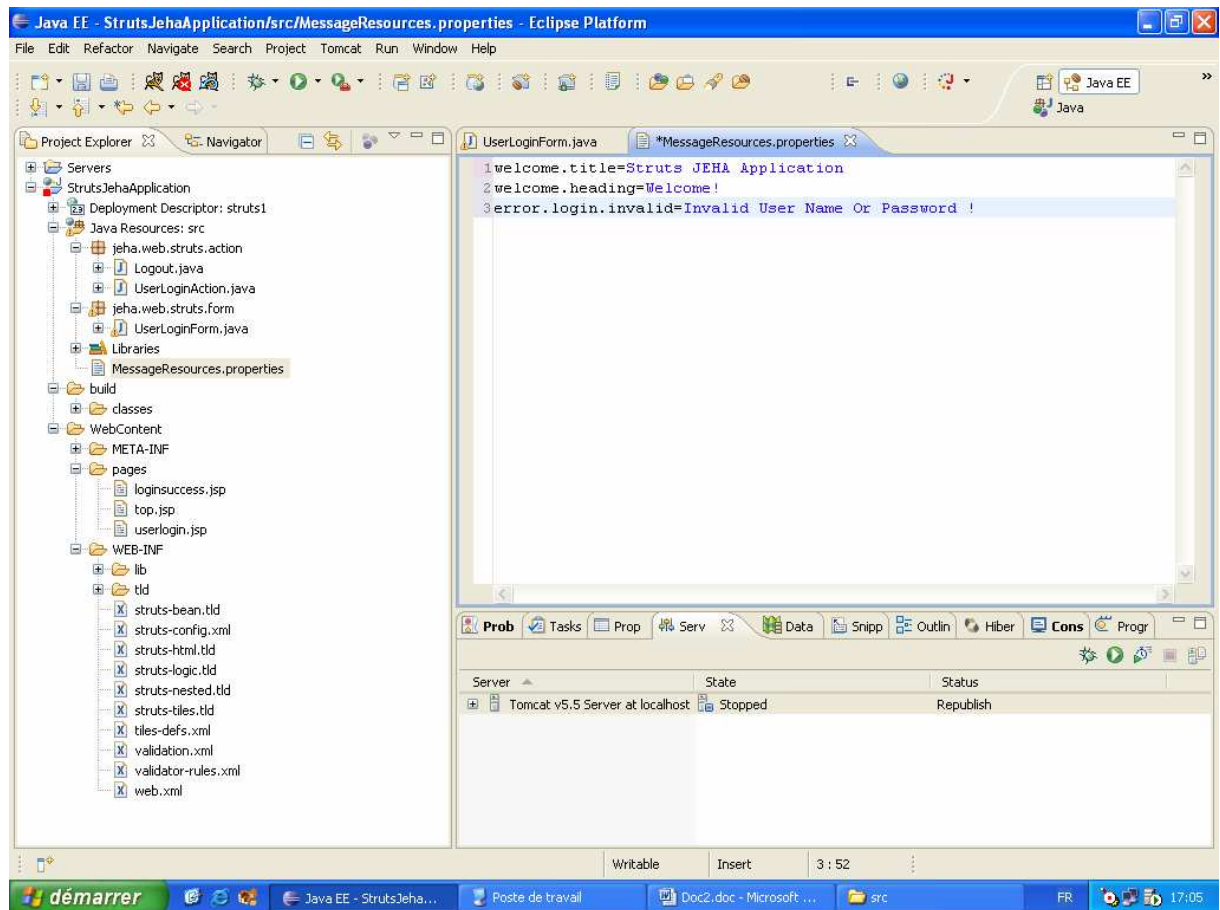 Java EE - StrutsJehaApplication/src/MessageResources.properties - Eclipse Platform
File Edit Refactor Navigate Search Project Tomcat Run Window Help
Java EE
Java
Project Explorer
Navigator
Servers
StrutsJehaApplication
Deployment Descriptor: struts1
Java Resources: src
jeha.web.struts.action
Logout.java
UserLoginAction.java
jeha.web.struts.form
UserLoginForm.java
Libraries
MessageResources.properties
build
classes
WebContent
META-INF
pages
loginsuccess.jsp
top.jsp
userlogin.jsp
WEB-INF
lib
tld
struts-bean.tld
struts-config.xml
struts-html.tld
struts-logic.tld
struts-nested.tld
struts-tiles.tld
tiles-defs.xml
validation.xml
validator-rules.xml
web.xml
UserLoginForm.java *MessageResources.properties
1 welcome.title=Struts JEHA Application
2 welcome.heading=Welcome!
3 error.login.invalid=Invalid User Name Or Password !
Prob Tasks Prop Serv Data Snipp Outlin Hiber Cons Progr
Server State Status
Tomcat v5.5 Server at localhost Stopped Republish
Writable Insert 3 : 52
démarrer Java EE - StrutsJeha... Poste de travail Doc2.doc - Microsoft ... src FR 17:05